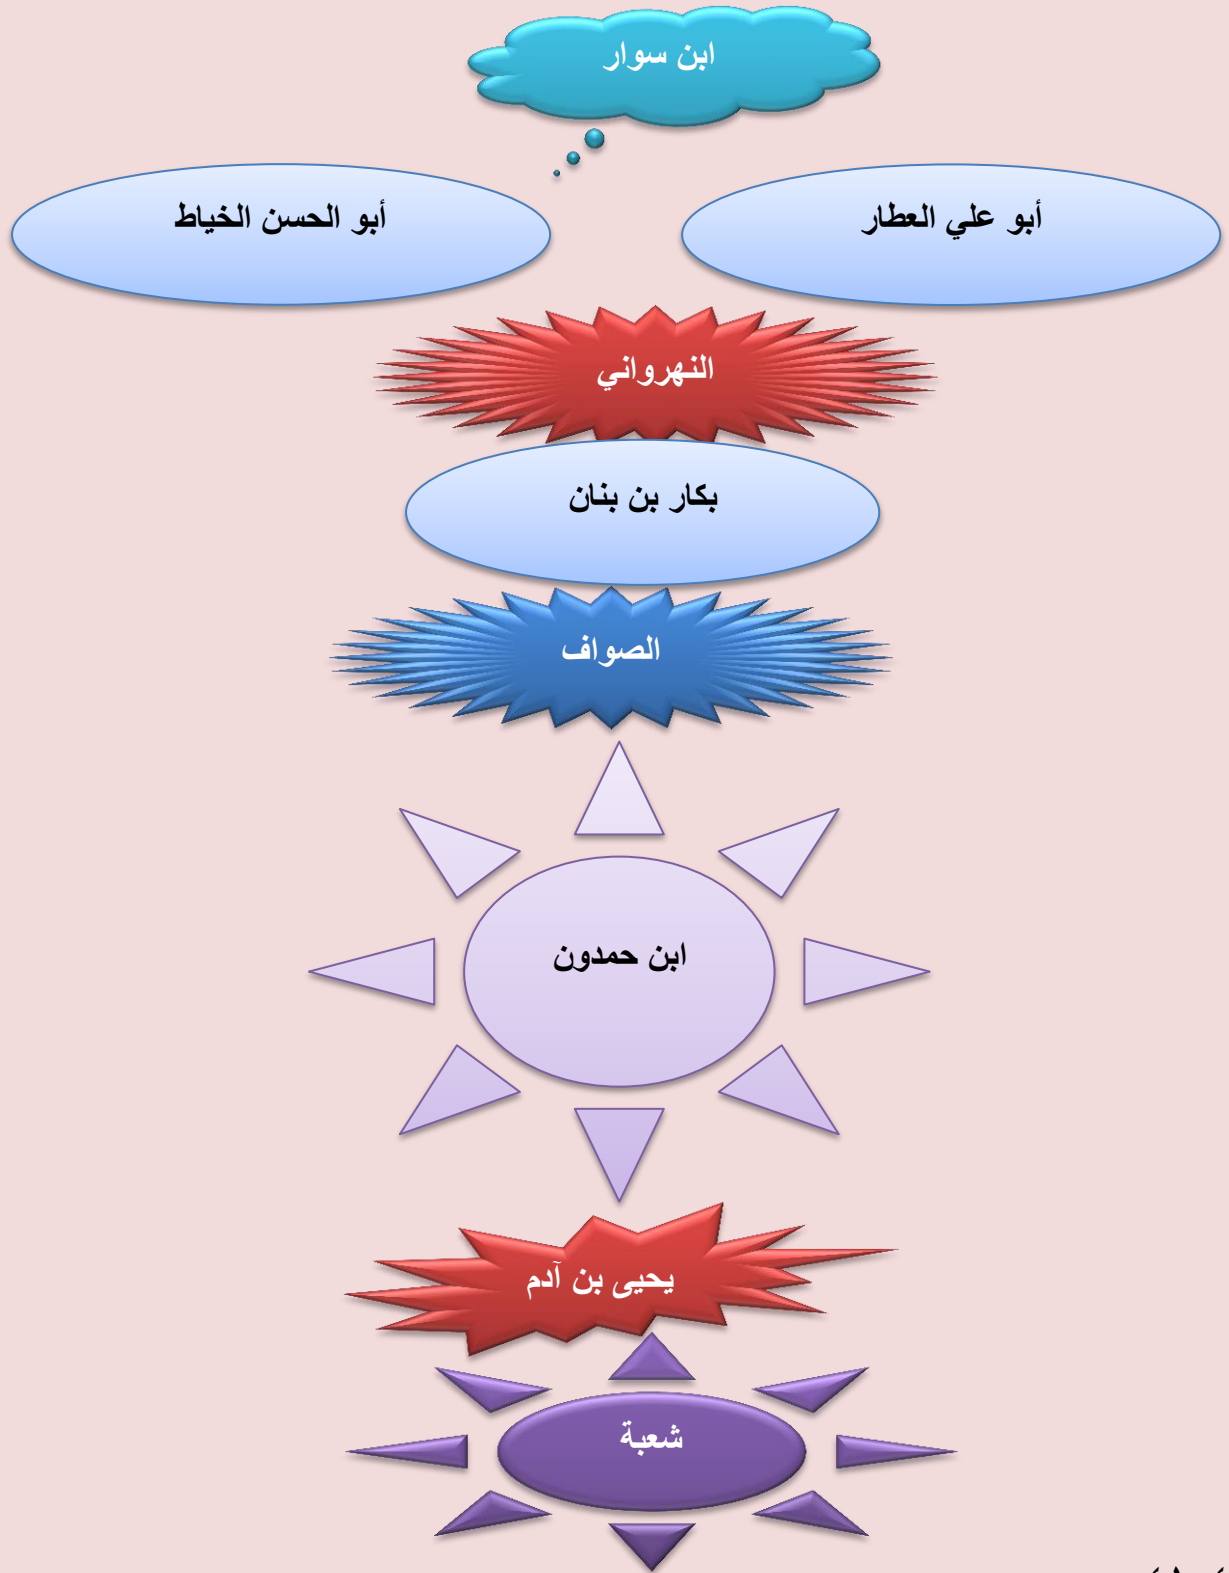 ابن سوار
أبو علي العطار
أبو الحسن الخياط
النهرواني
بكار بن بنان
الصواف
ابن حمدون
يحيى بن آدم
شعبة